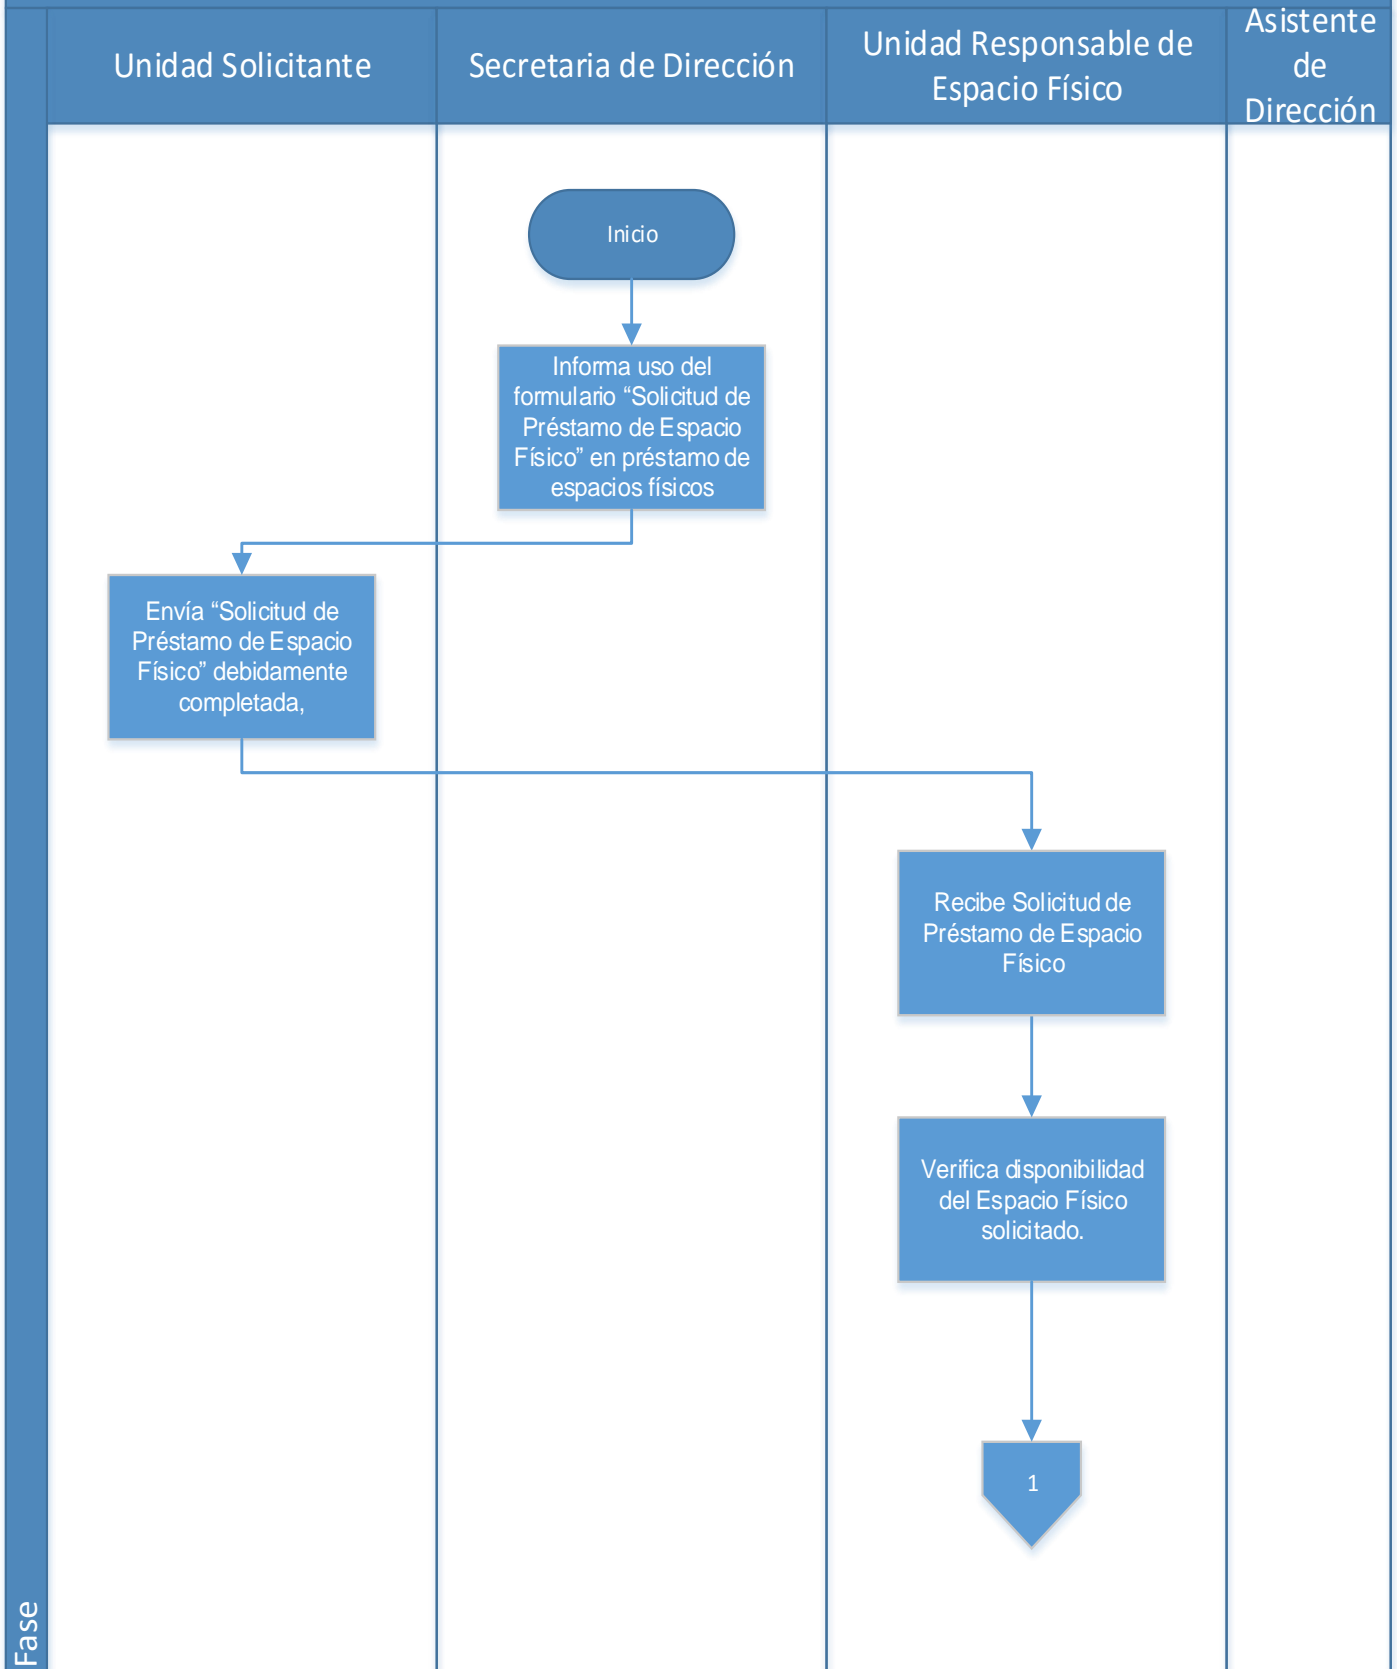 Unidad Solicitante
Secretaria de Dirección
Unidad Responsable de
Espacio Físico
Asistente
de
Dirección
Inicio
Informa uso del
formulario “Solicitud de
Préstamo de Espacio
Físico” en préstamo de
espacios físicos
Envía “Solicitud de
Préstamo de Espacio
Físico” debidamente
completada,
Recibe Solicitud de
Préstamo de Espacio
Físico
Verifica disponibilidad
del Espacio Físico
solicitado.
1
Fase